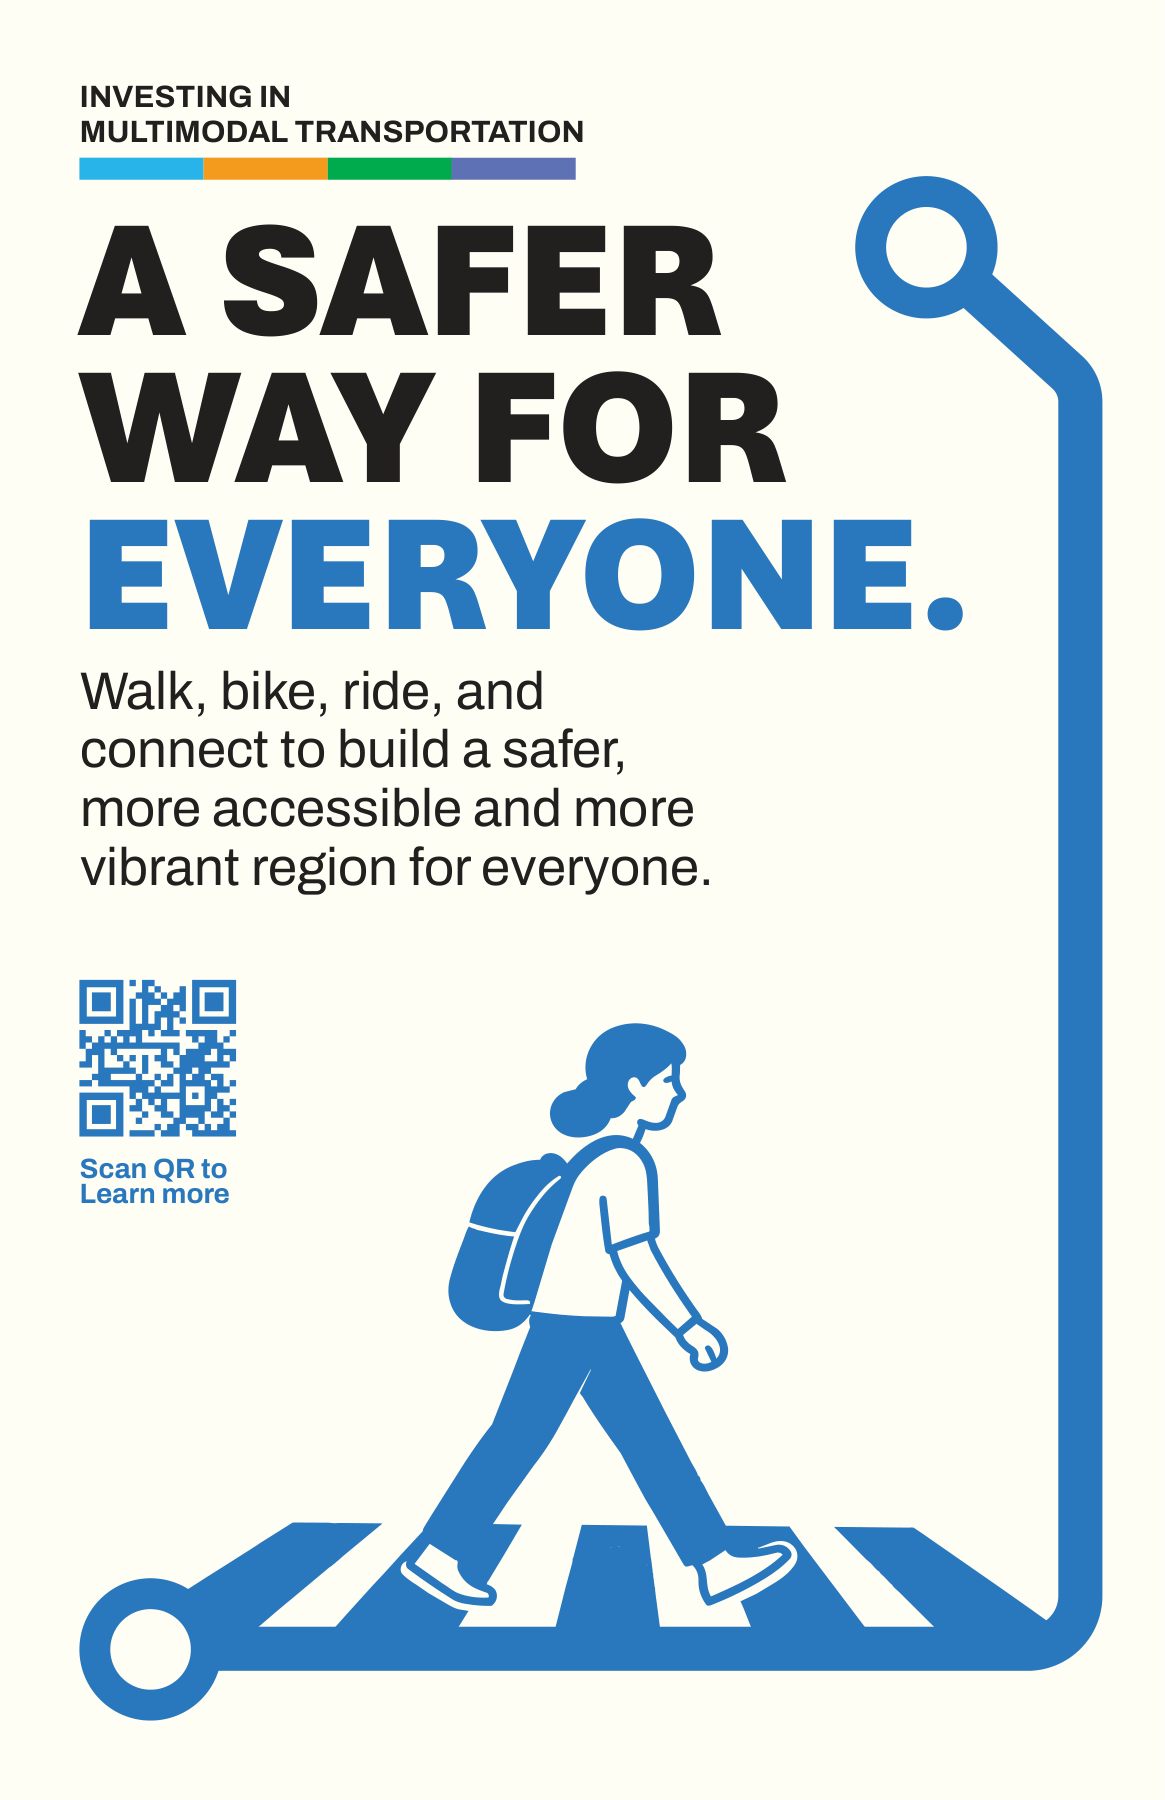 INVESTING IN
MULTIMODAL TRANSPORTATION
A SAFER
WAY FOR
EVERYONE.
Walk, bike, ride, and
connect to build a safer,
more accessible and more
vibrant region for everyone.
Scan QR to
Learn more